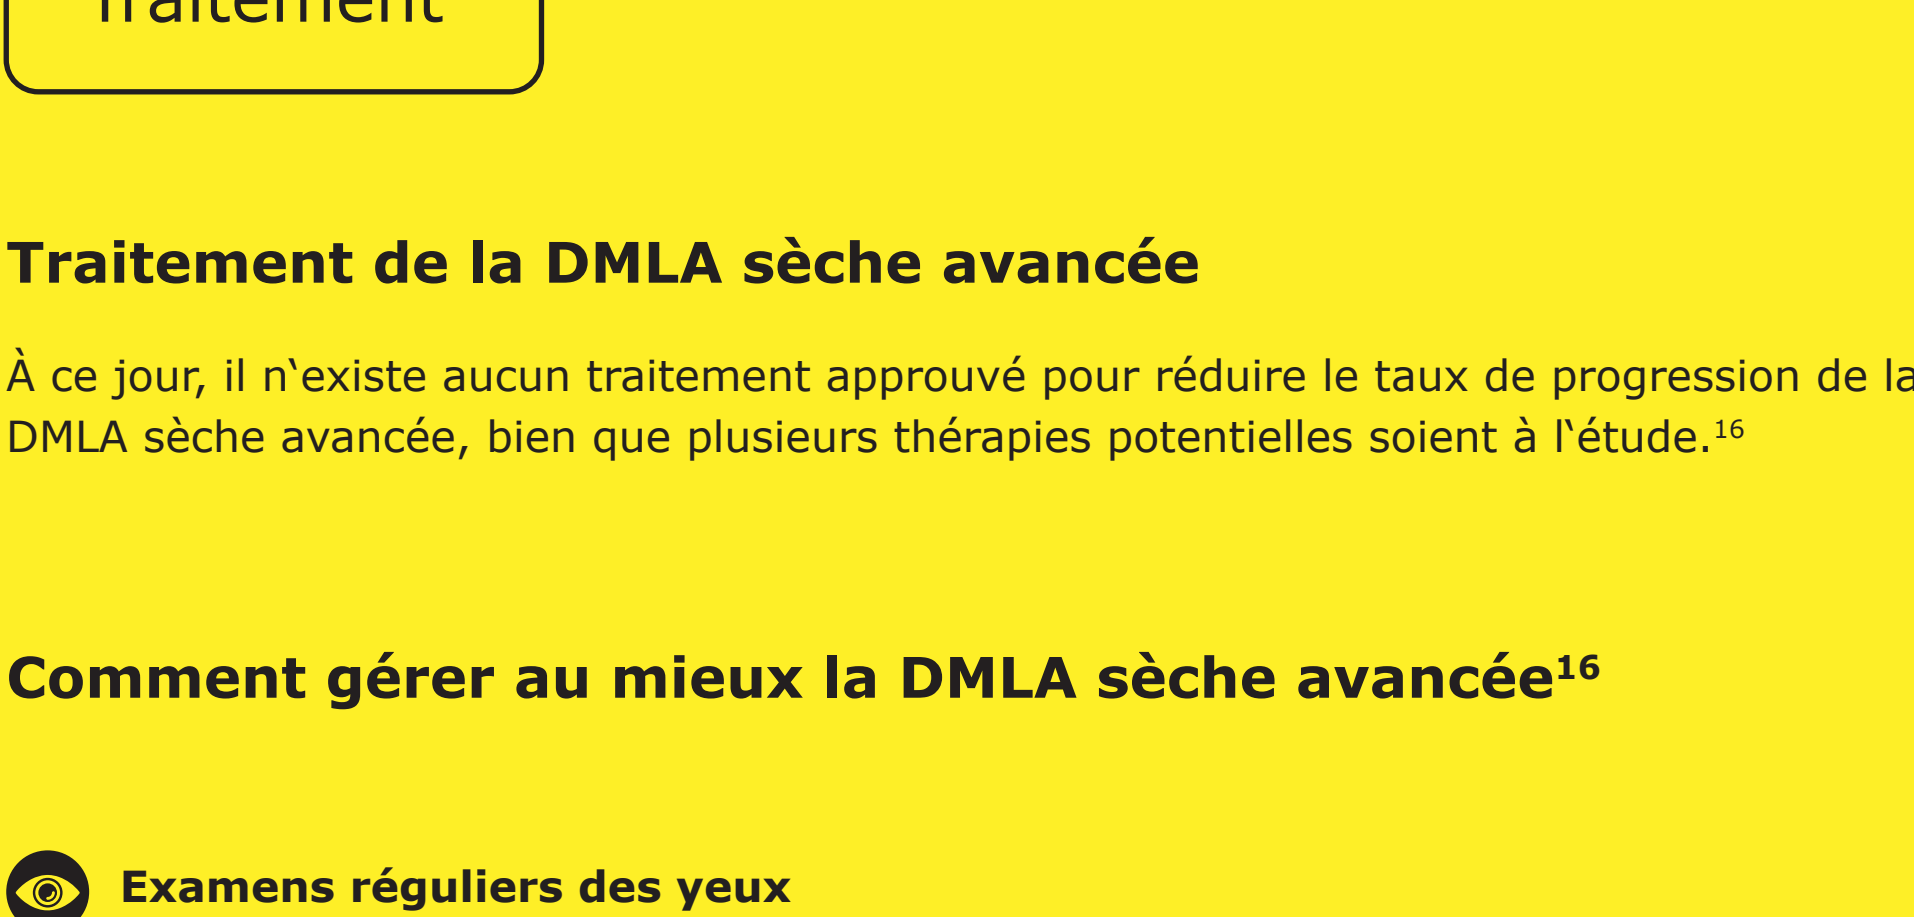 Traitement
Traitement de la DMLA sèche avancée
À ce jour, il n‛existe aucun traitement approuvé pour réduire le taux de progression de la
DMLA sèche avancée, bien que plusieurs thérapies potentielles soient à l‛étude.16
Comment gérer au mieux la DMLA sèche avancée16
Examens réguliers des yeux